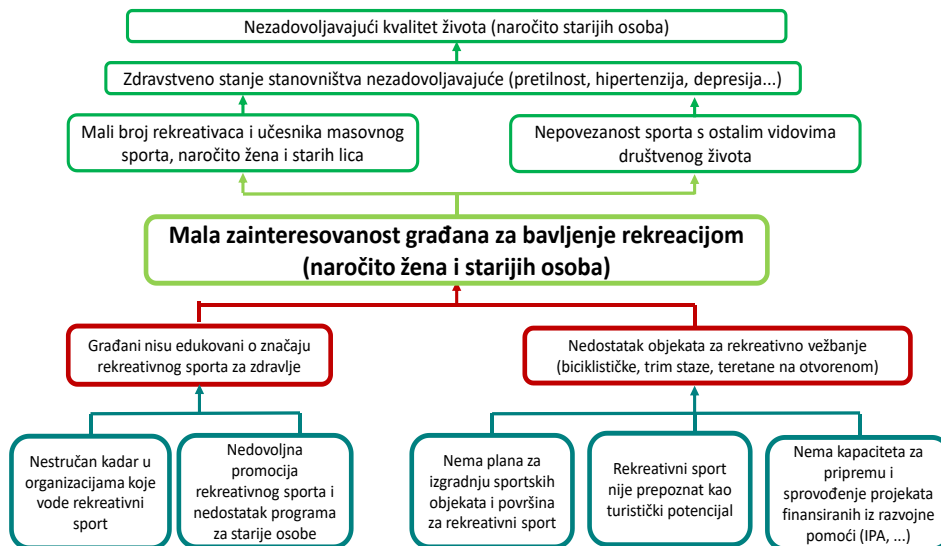 Nezadovoljavajući kvalitet života (naročito starijih osoba)
Zdravstveno stanje stanovništva nezadovoljavajuće (pretilnost, hipertenzija, depresija...)
Mali broj rekreativaca i učesnika masovnog
sporta, naročito žena i starih lica
Nepovezanost sporta s ostalim vidovima
društvenog života
Mala zainteresovanost građana za bavljenje rekreacijom
(naročito žena i starijih osoba)
Građani nisu edukovani o značaju
rekreativnog sporta za zdravlje
Nedostatak objekata za rekreativno vežbanje
(biciklističke, trim staze, teretane na otvorenom)
Nestručan kadar u
organizacijama koje
vode rekreativni
sport
Nedovoljna
promocija
rekreativnog sporta i
nedostatak programa
za starije osobe
Nema plana za
izgradnju sportskih
objekata i površina
za rekreativni sport
Rekreativni sport
nije prepoznat kao
turistički potencijal
Nema kapaciteta za
pripremu i
sprovođenje projekata
finansiranih iz razvojne
pomoći (IPA, ...)